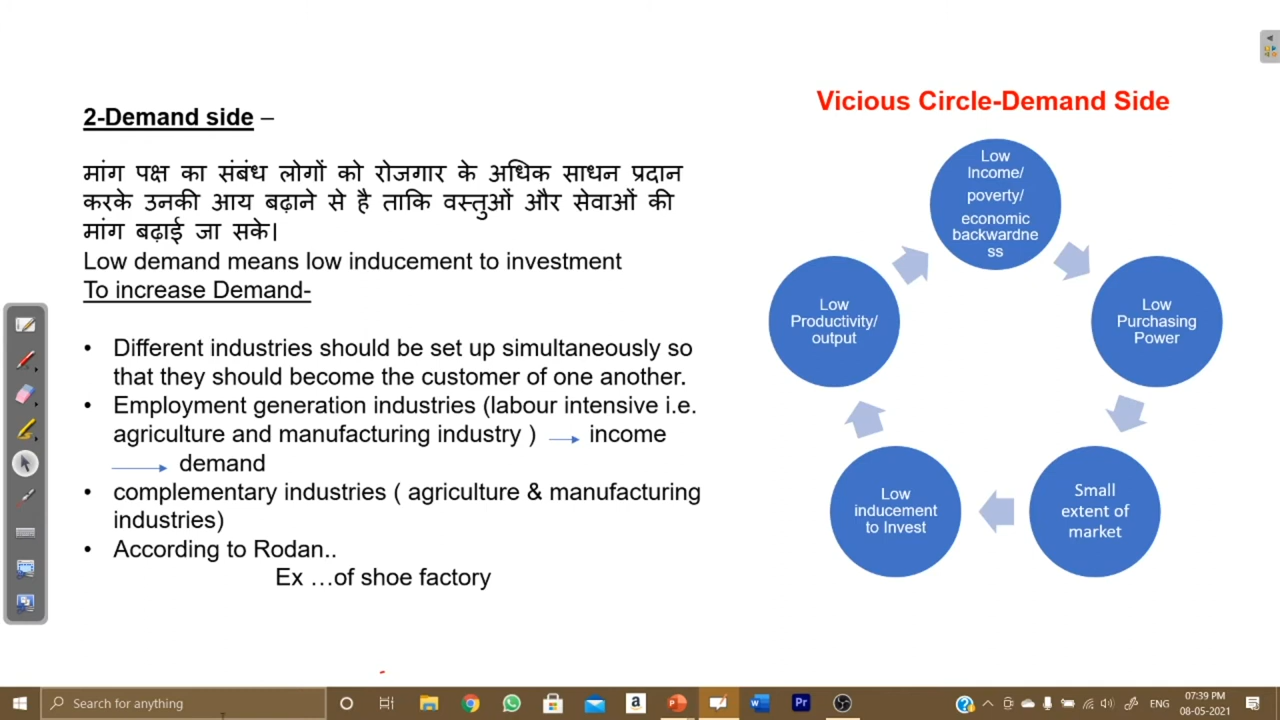 2-Demand side –
मांग पक्ष का संबंध लोगों को रोजगार के अधिक साधन प्रदान
करके उनकी आय बढ़ाने से है ताकि वस्तुओं और सेवाओं की
मांग बढ़ाई जा सके।
Low demand means low inducement to investment
To increase Demand-
• Different industries should be set up simultaneously so
that they should become the customer of one another.
• Employment generation industries (labour intensive i.e.
agriculture and manufacturing industry ) → income
→ demand
• complementary industries ( agriculture & manufacturing
industries)
• According to Rodan..
Ex …of shoe factory
Vicious Circle-Demand Side
Low
Income/
poverty/
economic
backwardne
ss
Low
Purchasing
Power
Small
extent of
market
Low
inducement
to Invest
Low
Productivity/
output
Search for anything
a
P
W
Pr
ENG
07:39 PM
08-05-2021